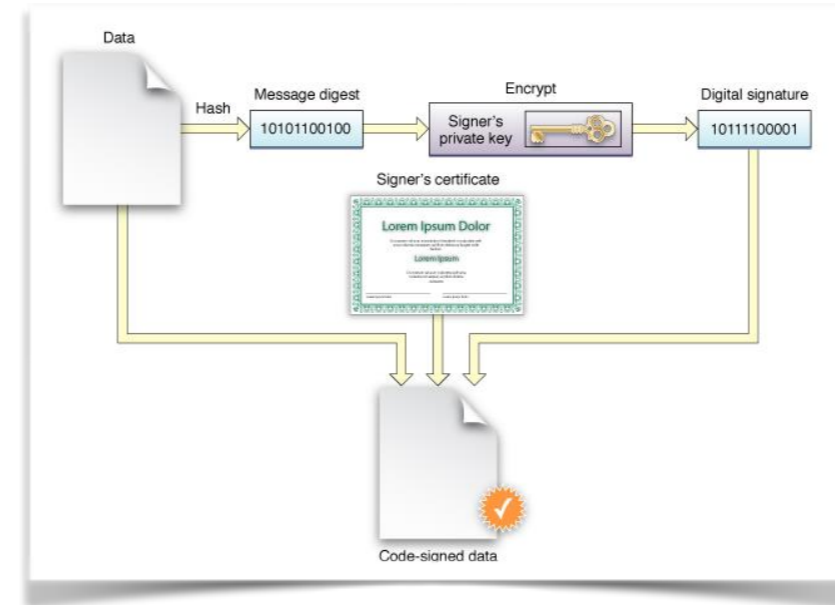 Data
Hash
Message digest
10101100100
Encrypt
Signer's
private key
Digital signature
10111100001
Signer's certificate
Lorem Ipsum Dolor
Lorem Ipsum
Code-signed data